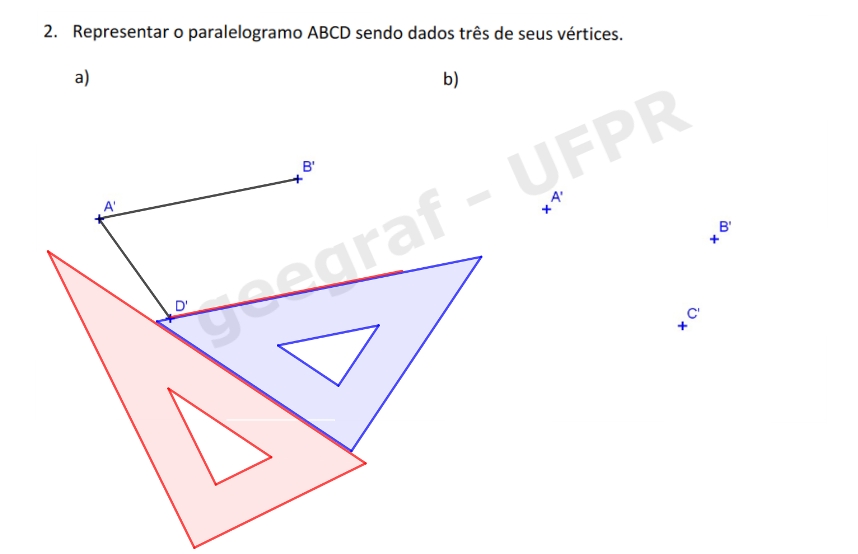 2. Representar o paralelogramo ABCD sendo dados três de seus vértices.
a)
b)
geegraf - UFPR
B'
A'
A'
B'
D'
C'